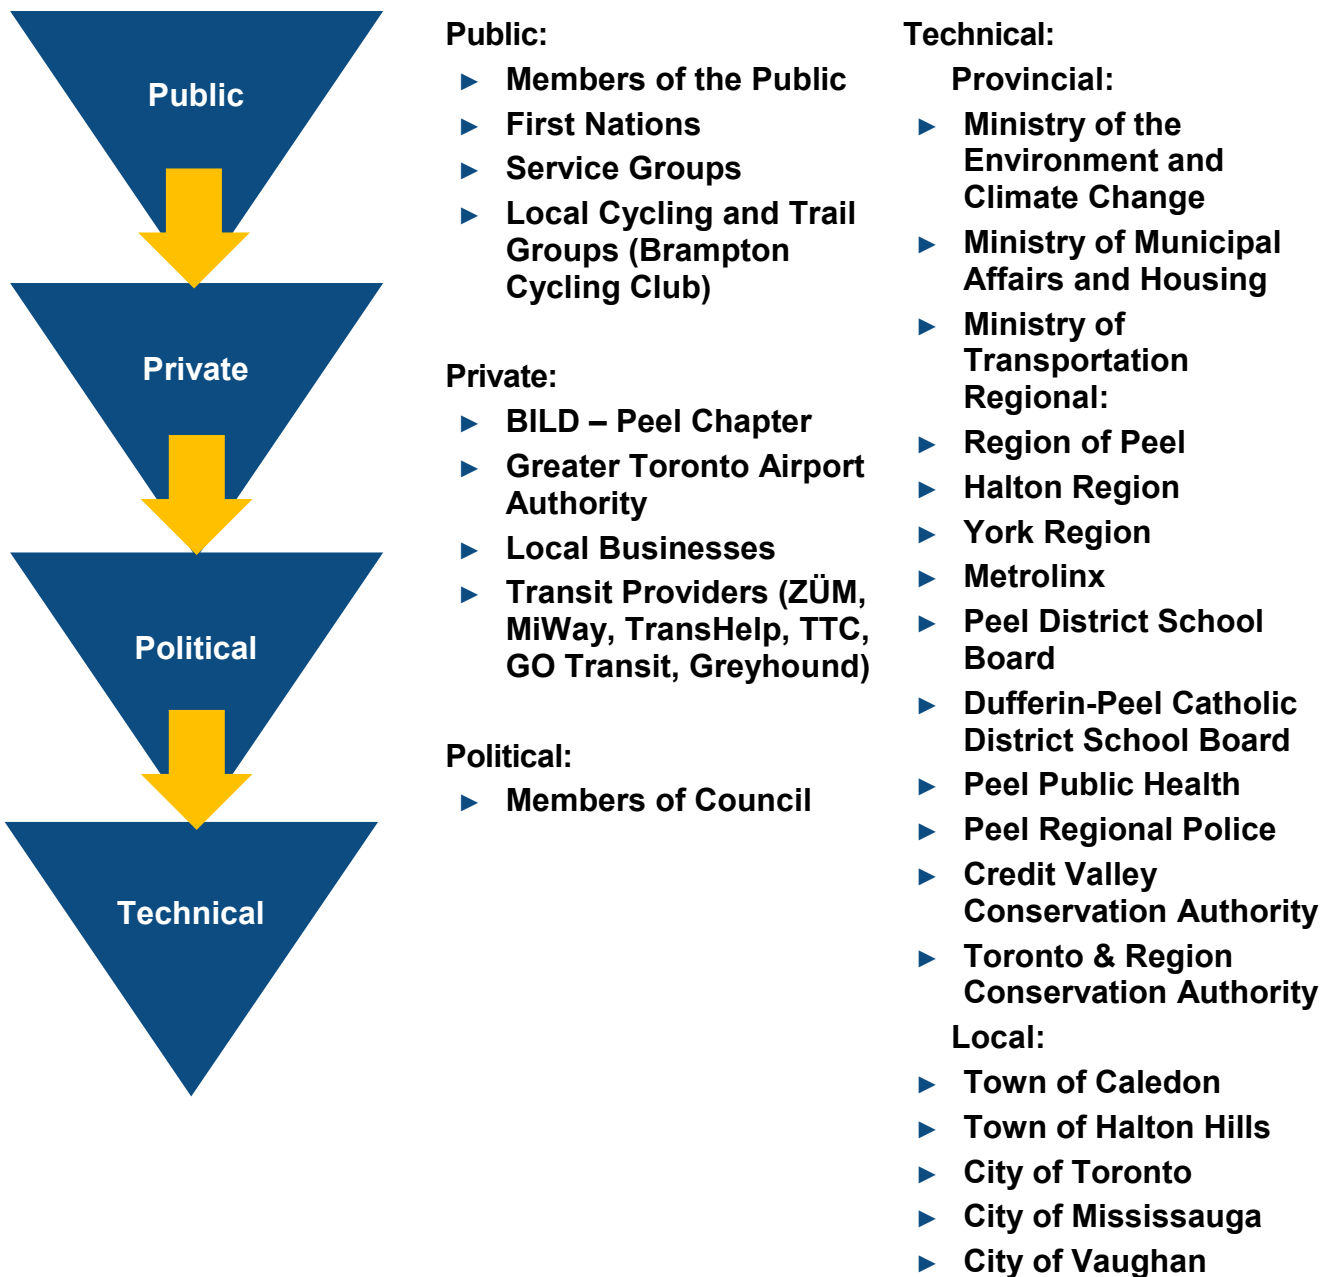 Public
Private
Political
Technical
Public:
► Members of the Public
► First Nations
► Service Groups
► Local Cycling and Trail
Groups (Brampton
Cycling Club)
Private:
► BILD – Peel Chapter
► Greater Toronto Airport
Authority
► Local Businesses
► Transit Providers (ZÜM,
MiWay, TransHelp, TTC,
GO Transit, Greyhound)
Political:
► Members of Council
Technical:
Provincial:
► Ministry of the
Environment and
Climate Change
► Ministry of Municipal
Affairs and Housing
► Ministry of
Transportation
Regional:
► Region of Peel
► Halton Region
► York Region
► Metrolinx
► Peel District School
Board
► Dufferin-Peel Catholic
District School Board
► Peel Public Health
► Peel Regional Police
► Credit Valley
Conservation Authority
► Toronto & Region
Conservation Authority
Local:
► Town of Caledon
► Town of Halton Hills
► City of Toronto
► City of Mississauga
► City of Vaughan